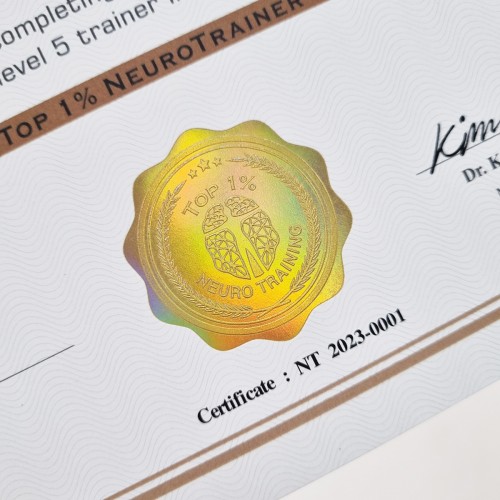 completing
level 5 trainer
TOP 1% NEUROTRAINER
TOP 1%
NEURO TRAINING
Kim
Dr. K
Certificate : NT 2023-0001